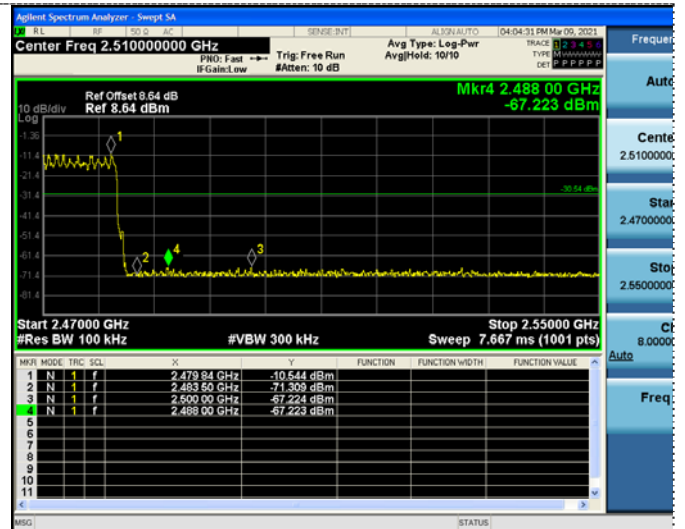 Agilent Spectrum Analyzer - Swept SA
RL RF 50 Ω AC SENSE:INT ALIGNAUTO 04:04:31 PM Mar 09, 2021
Center Freq 2.510000000 GHz
PNO: Fast
IFGain:Low
Trig: Free Run
#Atten: 10 dB
Avg Type: Log-Pwr
Avg|Hold: 10/10
TRACE 1 2 3 4 5 6
TYPE M
DET P P P P P P
Ref Offset 8.64 dB
Ref 8.64 dBm
10 dB/div
Log
Mkr4 2.488 00 GHz
-67.223 dBm
-1.36
-11.4
-21.4
-31.4
-41.4
-51.4
-61.4
-71.4
-81.4
1
2
4
3
-30.54 dBm
Start 2.47000 GHz
Stop 2.55000 GHz
#Res BW 100 kHz
#VBW 300 kHz
Sweep 7.667 ms (1001 pts)
MKR MODE TRC SCL X Y FUNCTION FUNCTION WIDTH FUNCTION VALUE
1 N 1 f 2.479 84 GHz -10.544 dBm
2 N 1 f 2.483 50 GHz -71.309 dBm
3 N 1 f 2.500 00 GHz -67.224 dBm
4 N 1 f 2.488 00 GHz -67.223 dBm
5
6
7
8
9
10
11
MSG
STATUS
Frequen
Auto
Cente
2.5100000
Star
2.4700000
Sto
2.5500000
8.0000
Auto
Freq